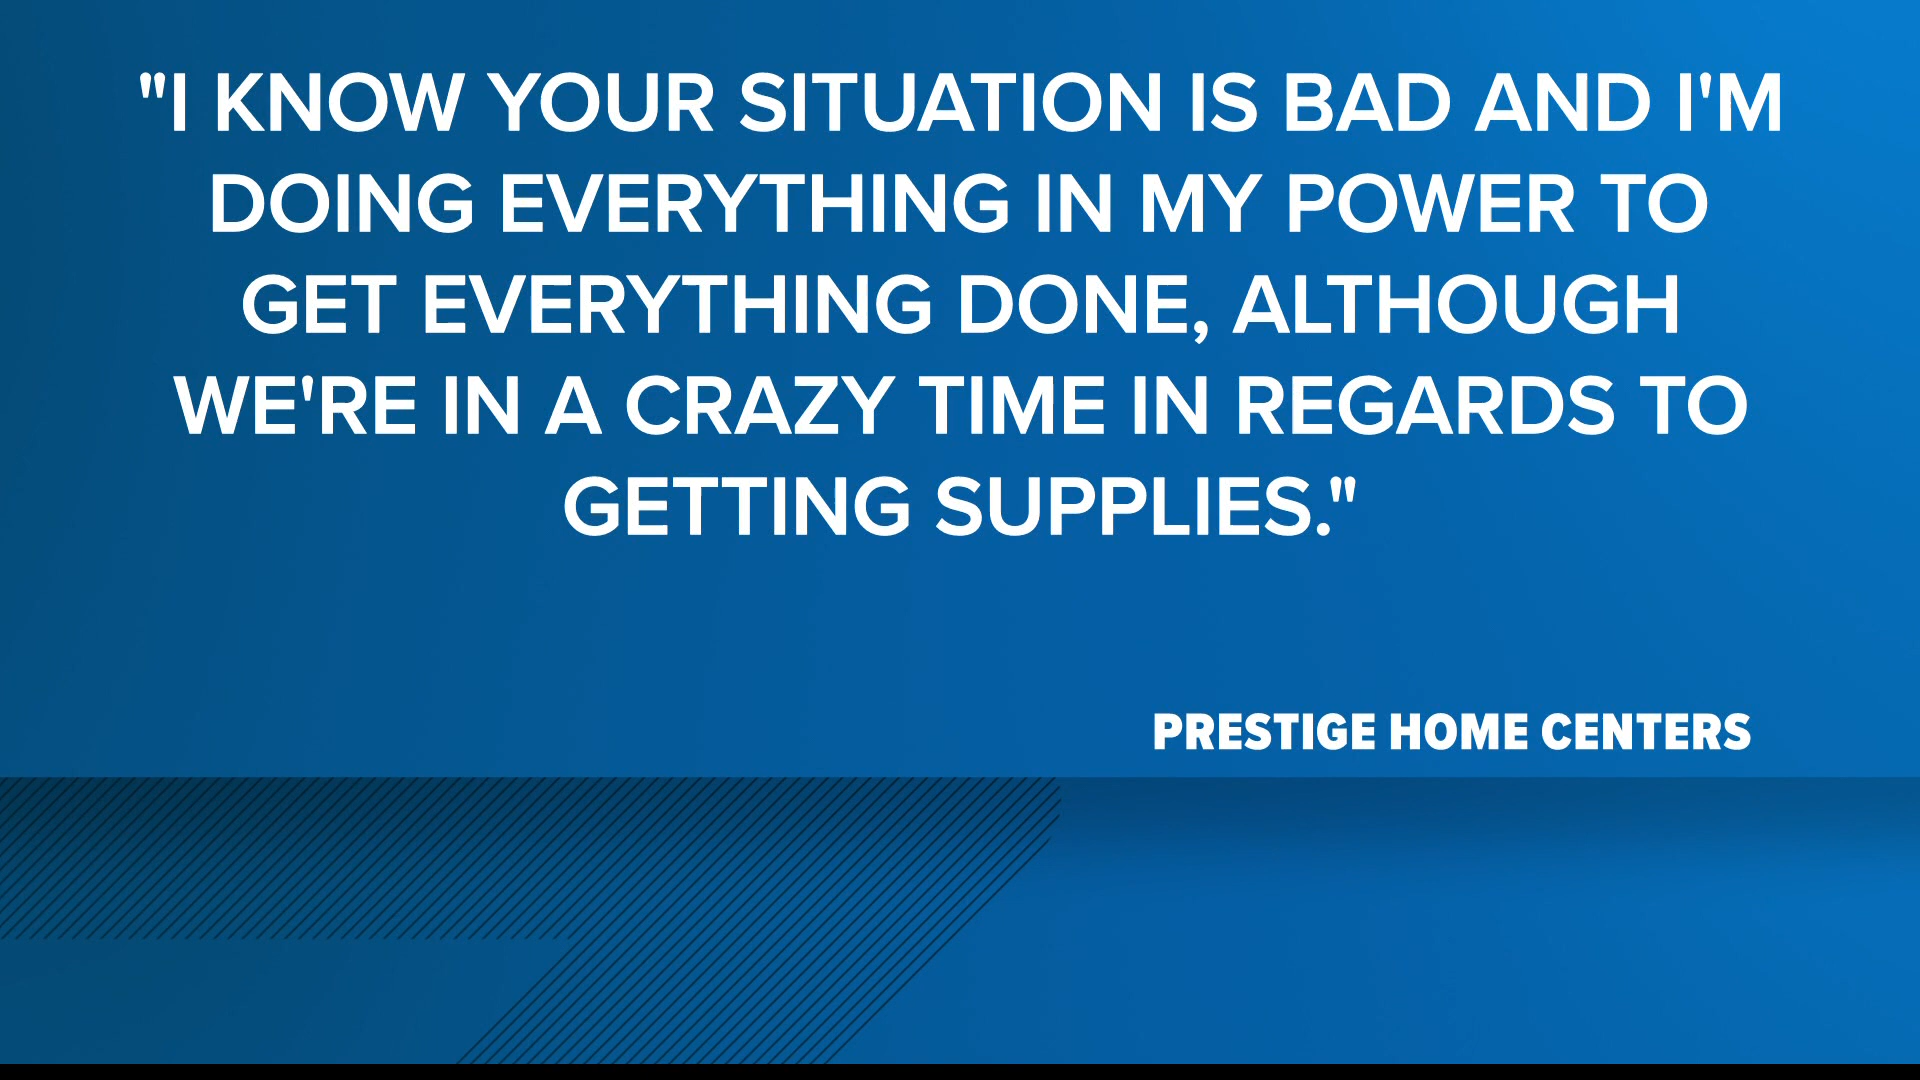 "I KNOW YOUR SITUATION IS BAD AND I'M
DOING EVERYTHING IN MY POWER TO
GET EVERYTHING DONE, ALTHOUGH
WE'RE IN A CRAZY TIME IN REGARDS TO
GETTING SUPPLIES."
PRESTIGE HOME CENTERS